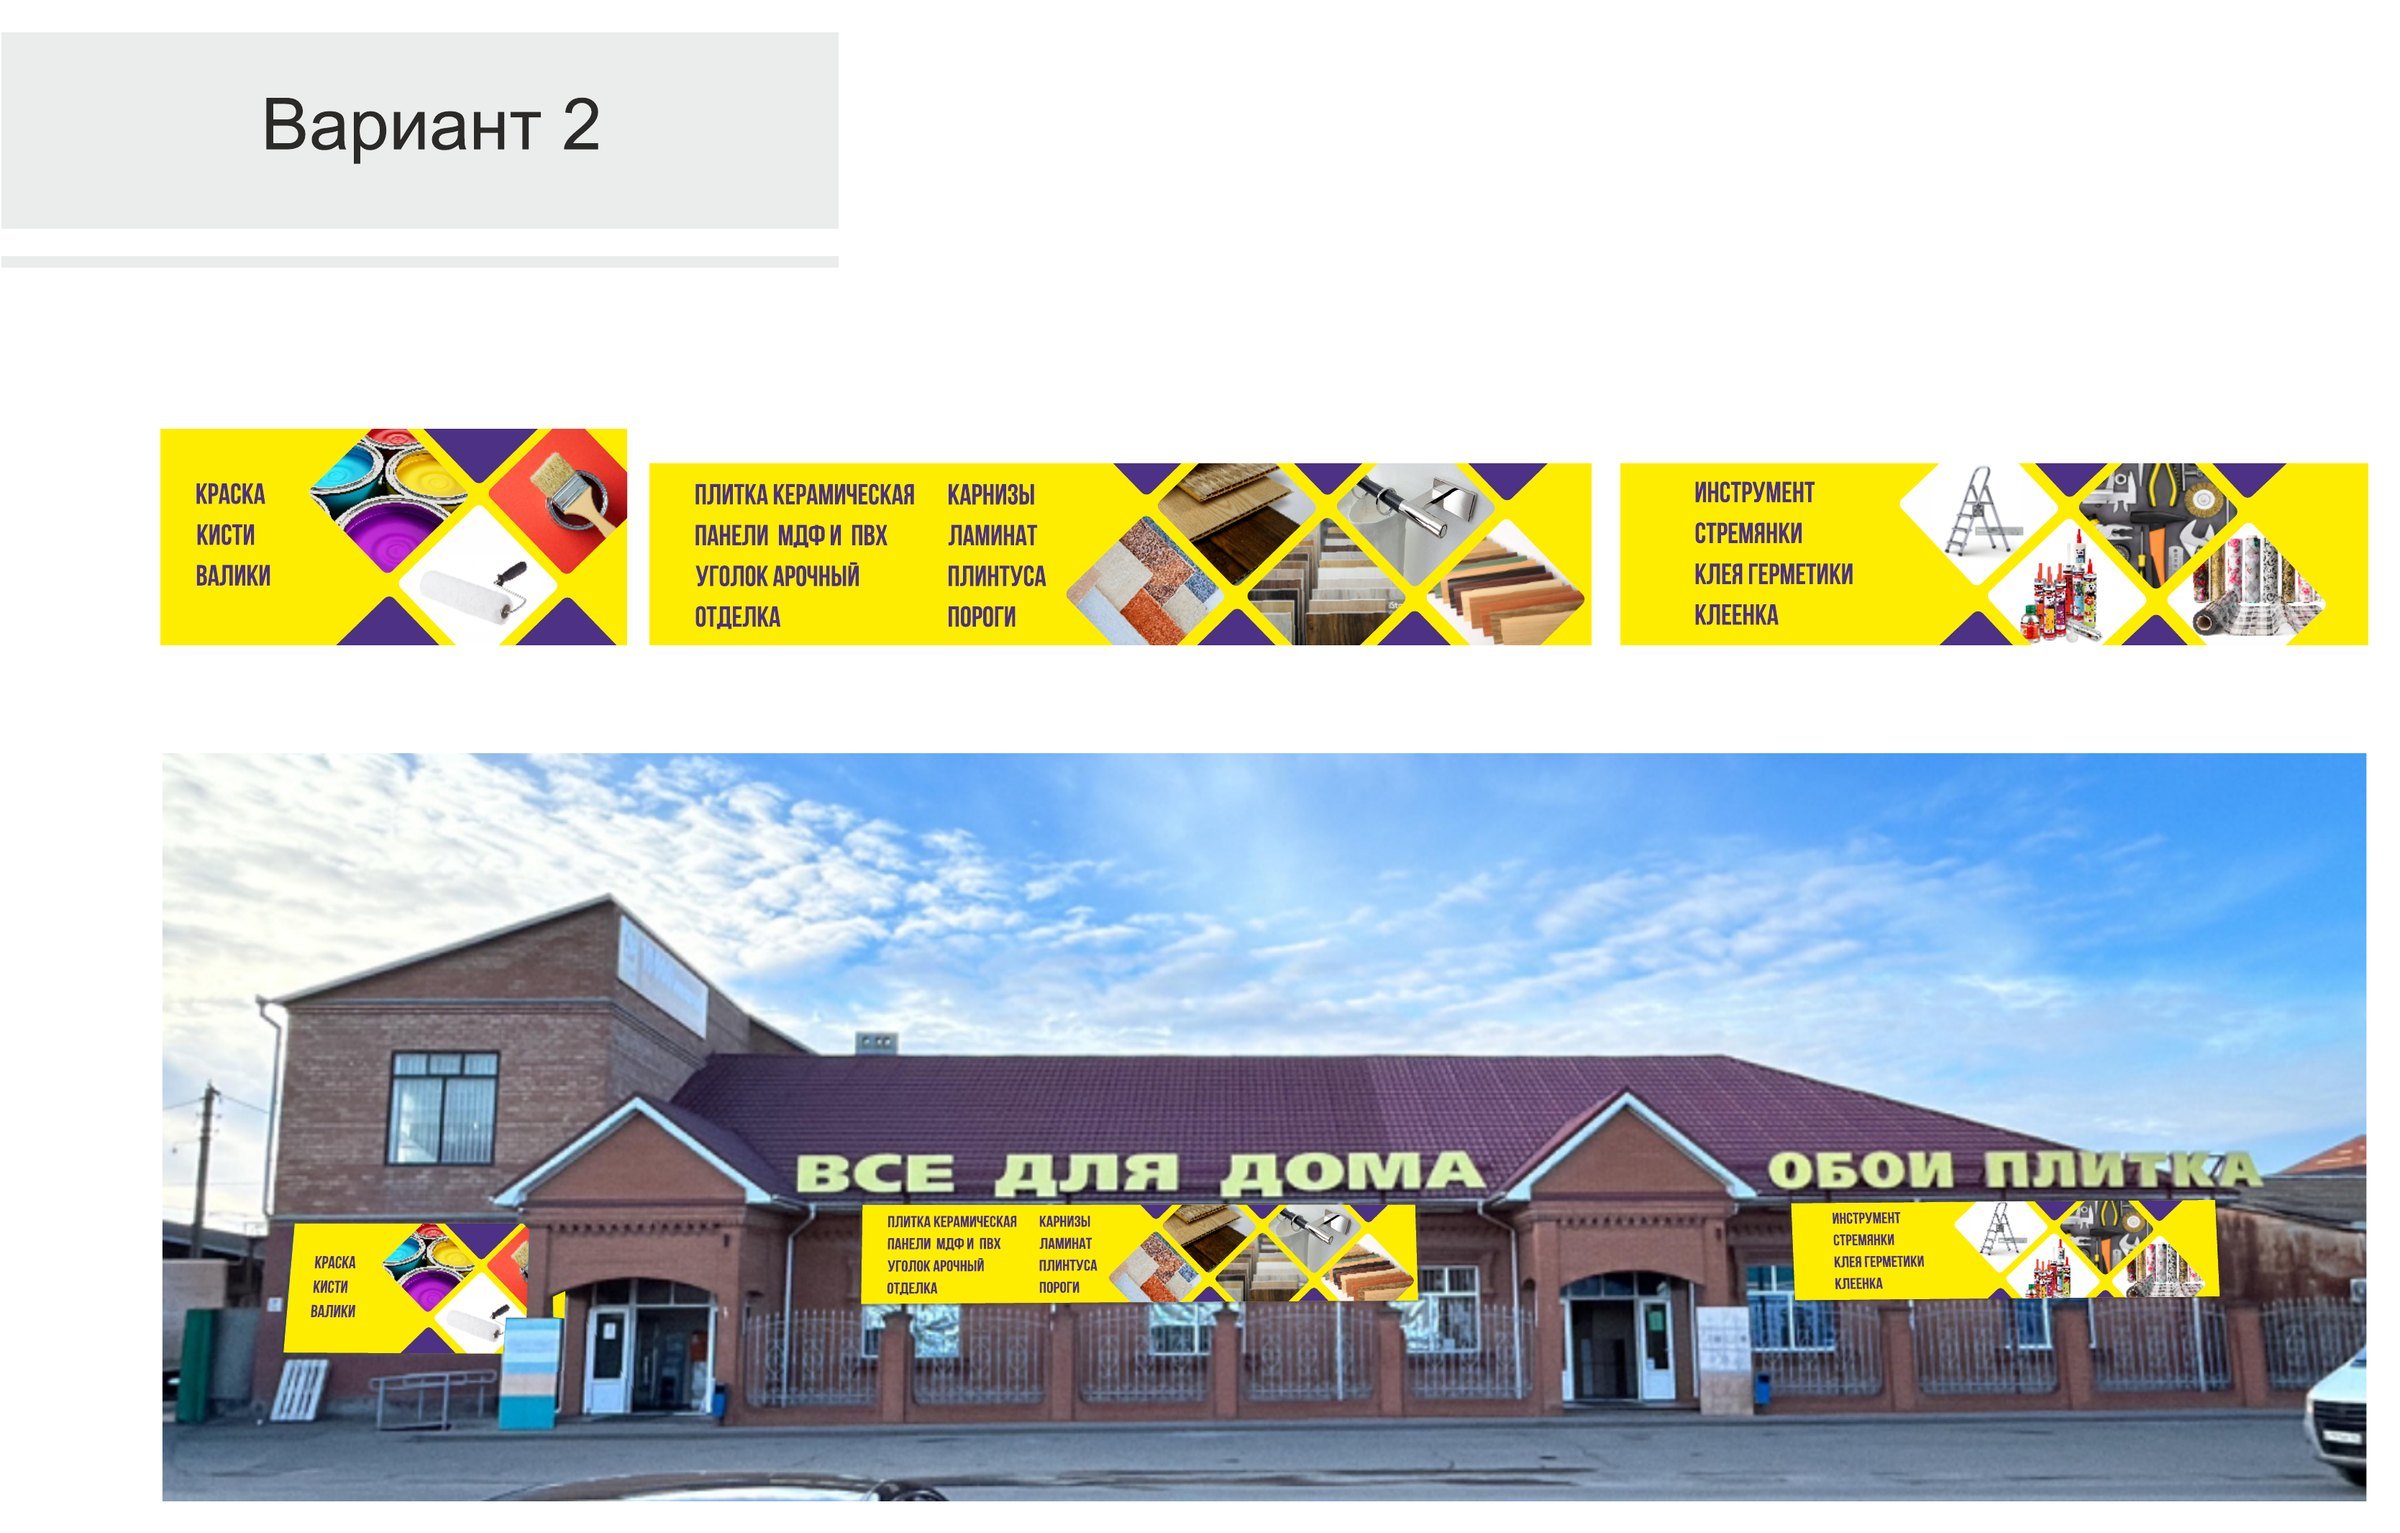 Вариант 2
КРАСКА
КИСТИ
ВАЛИКИ
ПЛИТКА КЕРАМИЧЕСКАЯ
ПАНЕЛИ МДФ И ПВХ
УГОЛОК АРОЧНЫЙ
ОТДЕЛКА
КАРНИЗЫ
ЛАМИНАТ
ПЛИНТУСА
ПОРОГИ
ИНСТРУМЕНТ
СТРЕМЯНКИ
КЛЕЯ ГЕРМЕТИКИ
КЛЕЕНКА
ВСЕ ДЛЯ ДОМА
ОБОИ ПЛИТКА
КРАСКА
КИСТИ
ВАЛИКИ
ПЛИТКА КЕРАМИЧЕСКАЯ
ПАНЕЛИ МДФ И ПВХ
УГОЛОК АРОЧНЫЙ
ОТДЕЛКА
КАРНИЗЫ
ЛАМИНАТ
ПЛИНТУСА
ПОРОГИ
ИНСТРУМЕНТ
СТРЕМЯНКИ
КЛЕЯ ГЕРМЕТИКИ
КЛЕЕНКА